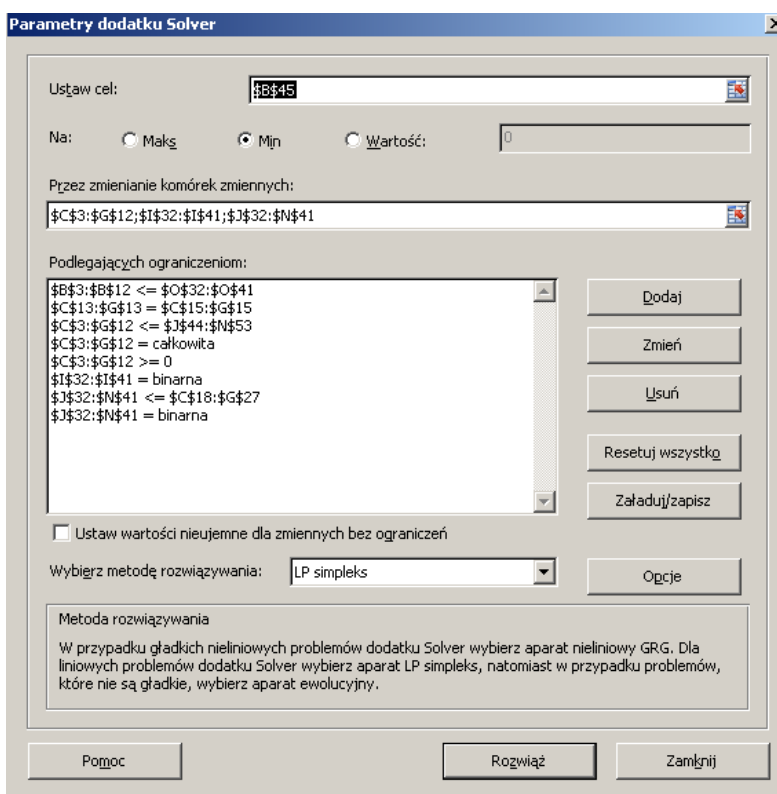 Parametry dodatku Solver
Ustaw cel:
$B$45
Na:
Maks
Min
Wartość:
0
Przez zmienianie komórek zmiennych:
$C$3:$G$12;$I$32:$I$41;$J$32:$N$41
Podlegających ograniczeniom:
$B$3:$B$12 <= $O$32:$O$41
$C$13:$G$13 = $C$15:$G$15
$C$3:$G$12 <= $J$44:$N$53
$C$3:$G$12 = całkowita
$C$3:$G$12 >= 0
$I$32:$I$41 = binarna
$J$32:$N$41 <= $C$18:$G$27
$J$32:$N$41 = binarna
Dodaj
Zmień
Usuń
Resetuj wszystko
Załaduj/zapisz
Ustaw wartości nieujemne dla zmiennych bez ograniczeń
Wybierz metodę rozwiązywania:
LP simpleks
Opcje
Metoda rozwiązywania
W przypadku gładkich nieliniowych problemów dodatku Solver wybierz aparat nieliniowy GRG. Dla
liniowych problemów dodatku Solver wybierz aparat LP simpleks, natomiast w przypadku problemów,
które nie są gładkie, wybierz aparat ewolucyjny.
Pomoc
Rozwiąż
Zamknij